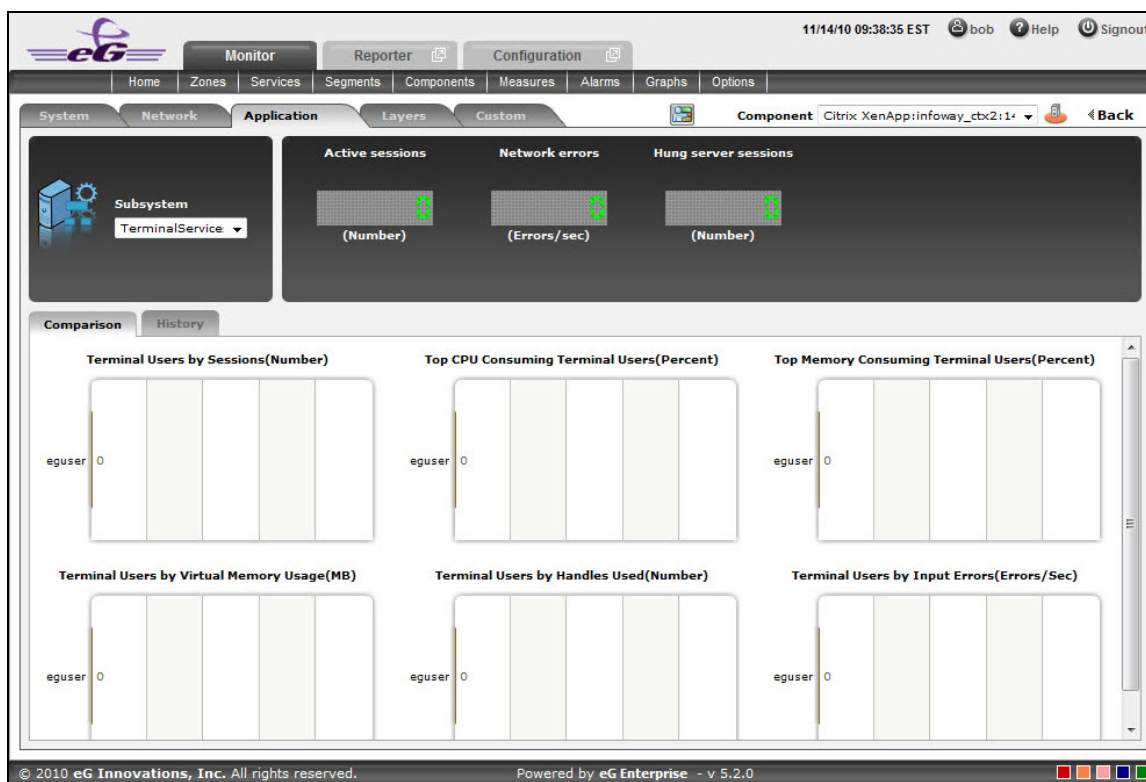 11/14/10 09:38:35 EST bob ? Help Signout
eG
Monitor Reporter Configuration
Home Zones Services Segments Components Measures Alarms Graphs Options
System Network Application Layers Custom Component Citrix XenApp:infoway_ctx2:14 Back
Active sessions Network errors Hung server sessions
Subsystem
TerminalService
0 0 0
(Number) (Errors/sec) (Number)
Comparison History
Terminal Users by Sessions(Number) Top CPU Consuming Terminal Users(Percent) Top Memory Consuming Terminal Users(Percent)
eguser 0 eguser 0 eguser 0
Terminal Users by Virtual Memory Usage(MB) Terminal Users by Handles Used(Number) Terminal Users by Input Errors(Errors/Sec)
eguser 0 eguser 0 eguser 0
© 2010 eG Innovations, Inc. All rights reserved. Powered by eG Enterprise - v 5.2.0